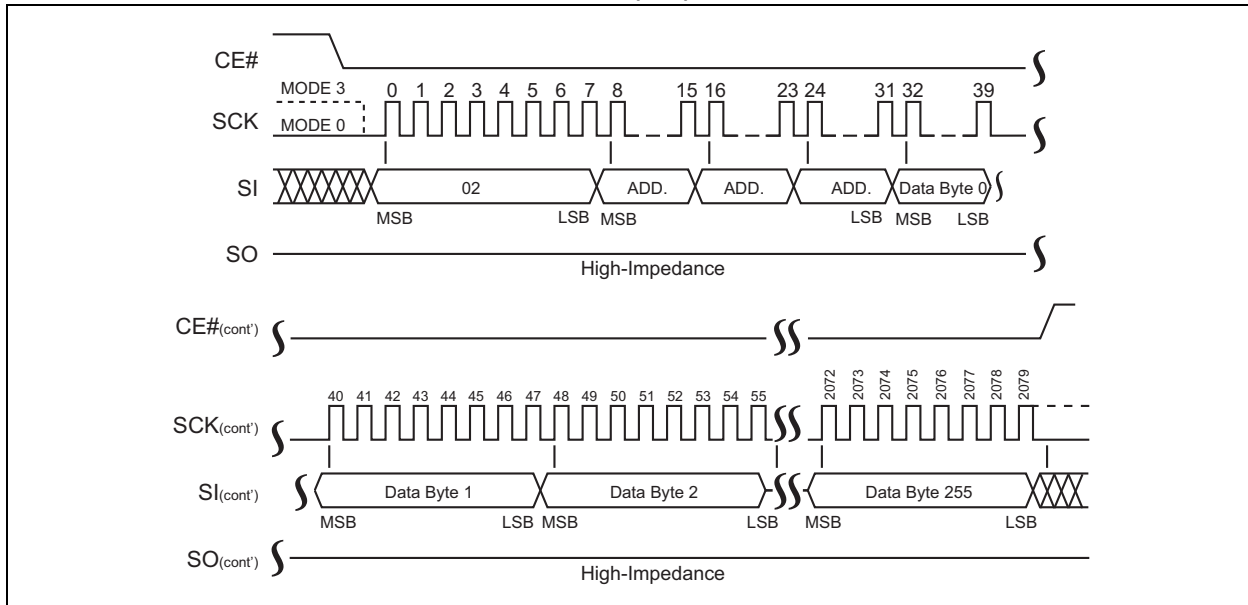 CE#
MODE 3
0 1 2 3 4 5 6 7 8 15 16 23 24 31 32 39
SCK
MODE 0
SI 02 ADD. ADD. ADD. Data Byte 0
MSB LSB MSB LSB MSB LSB
SO
High-Impedance
CE#(cont')
40 41 42 43 44 45 46 47 48 49 50 51 52 53 54 55 2072 2073 2074 2075 2076 2077 2078 2079
SCK(cont')
SI(cont') Data Byte 1 Data Byte 2 Data Byte 255
MSB LSB MSB LSB MSB LSB
SO(cont')
High-Impedance